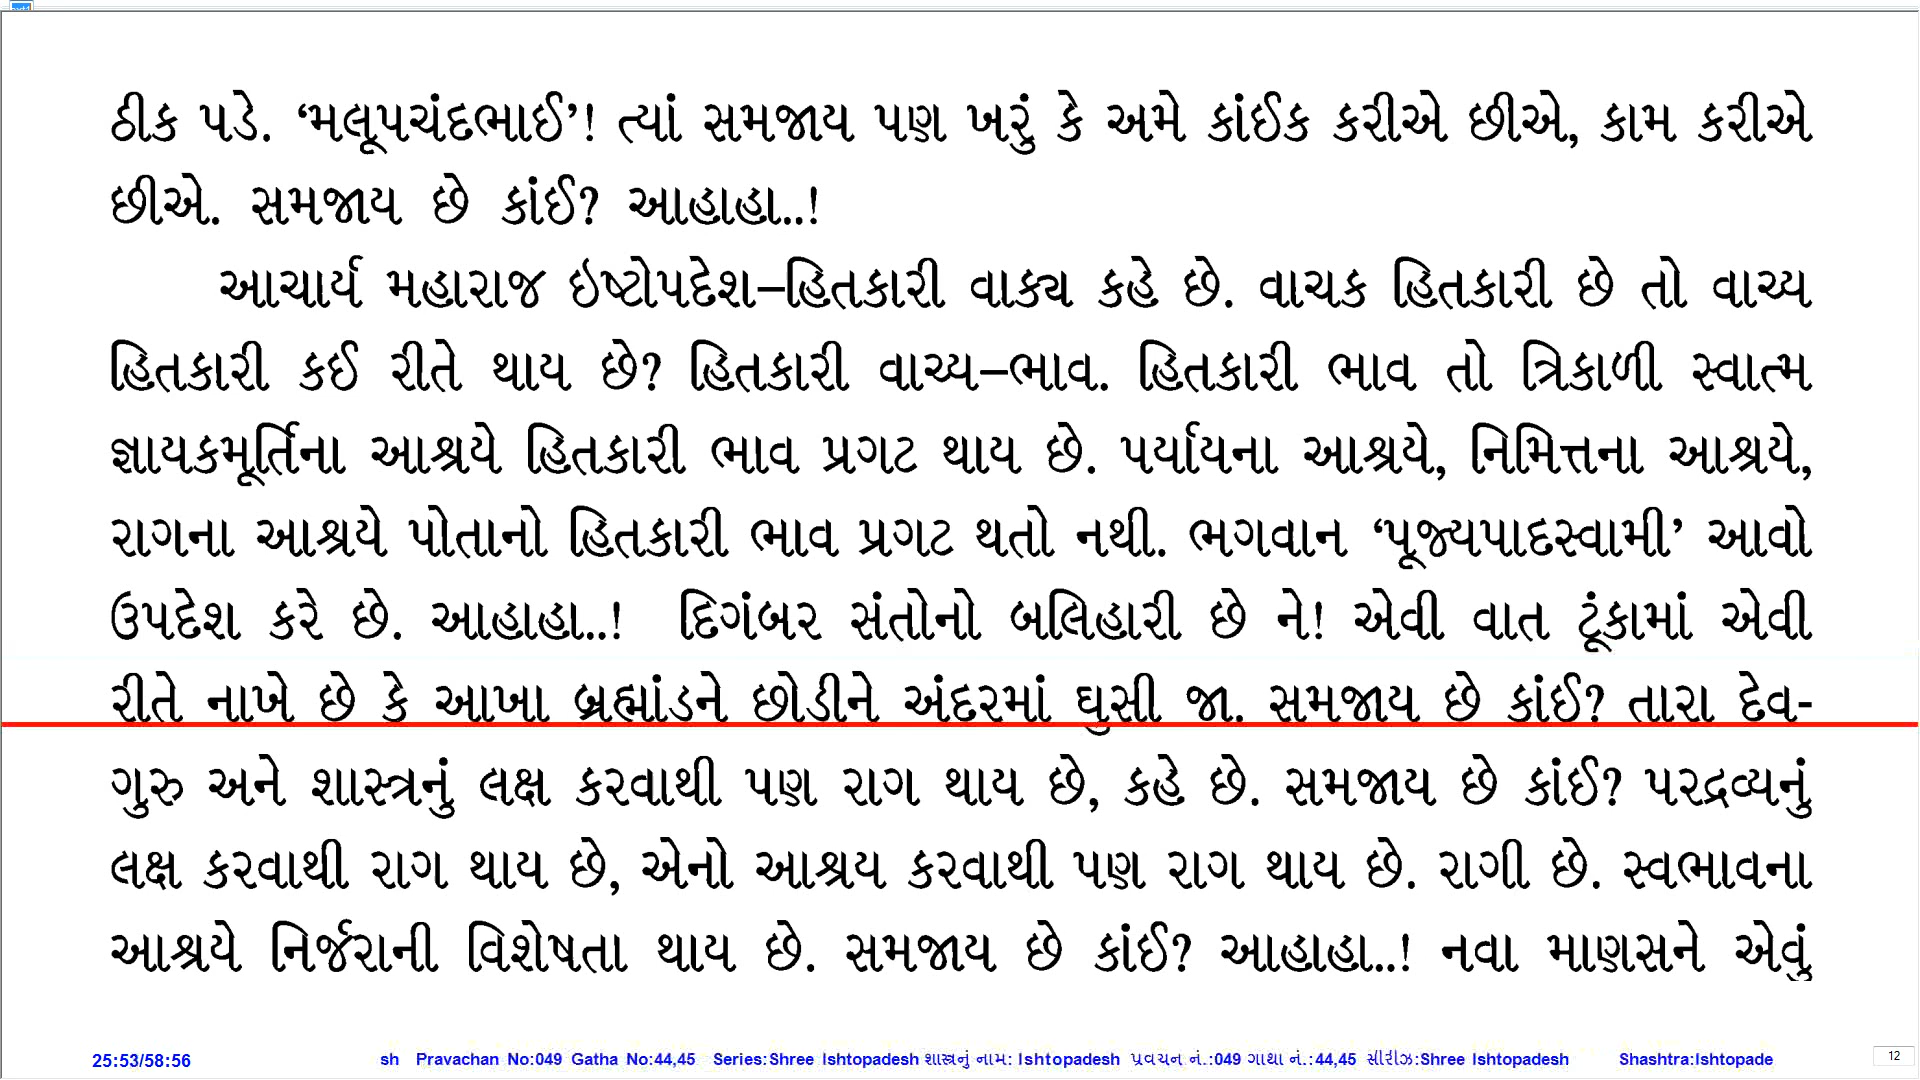 ઠીક પડે. ‘મલૂપચંદભાઈ’! ત્યાં સમજાય પણ ખરું કે અમે કાંઈક કરીએ છીએ, કામ કરીએ
છીએ. સમજાય છે કાંઈ? આહાહા..!
આચાર્ય મહારાજ ઇષ્ટોપદેશ–હિતકારી વાક્ય કહે છે. વાચક હિતકારી છે તો વાચ્ય
હિતકારી કઈ રીતે થાય છે? હિતકારી વાચ્ય–ભાવ. હિતકારી ભાવ તો ત્રિકાળી સ્વાત્મ
જ્ઞાયકમૂર્તિના આશ્રયે હિતકારી ભાવ પ્રગટ થાય છે. પર્યાયના આશ્રયે, નિમિત્તના આશ્રયે,
રાગના આશ્રયે પોતાનો હિતકારી ભાવ પ્રગટ થતો નથી. ભગવાન ‘પૂજ્યપાદસ્વામી’ આવો
ઉપદેશ કરે છે. આહાહા..! દિગંબર સંતોનો બલિહારી છે ને! એવી વાત ટૂંકામાં એવી
રીતે નાખે છે કે આખા બ્રહ્માંડને છોડીને અંદરમાં ઘુસી જા. સમજાય છે કાંઈ? તારા દેવ-
ગુરુ અને શાસ્ત્રનું લક્ષ કરવાથી પણ રાગ થાય છે, કહે છે. સમજાય છે કાંઈ? પરદ્રવ્યનું
લક્ષ કરવાથી રાગ થાય છે, એનો આશ્રય કરવાથી પણ રાગ થાય છે. રાગી છે. સ્વભાવના
આશ્રયે નિર્જરાની વિશેષતા થાય છે. સમજાય છે કાંઈ? આહાહા..! નવા માણસને એવું
25:53/58:56 sh Pravachan No:049 Gatha No:44,45 Series:Shree Ishtopadesh શાસ્ત્રનું નામ: Ishtopadesh પ્રવચન નં.:049 ગાથા નં.:44,45 સીરીઝ:Shree Ishtopadesh Shashtra:Ishtopade 12